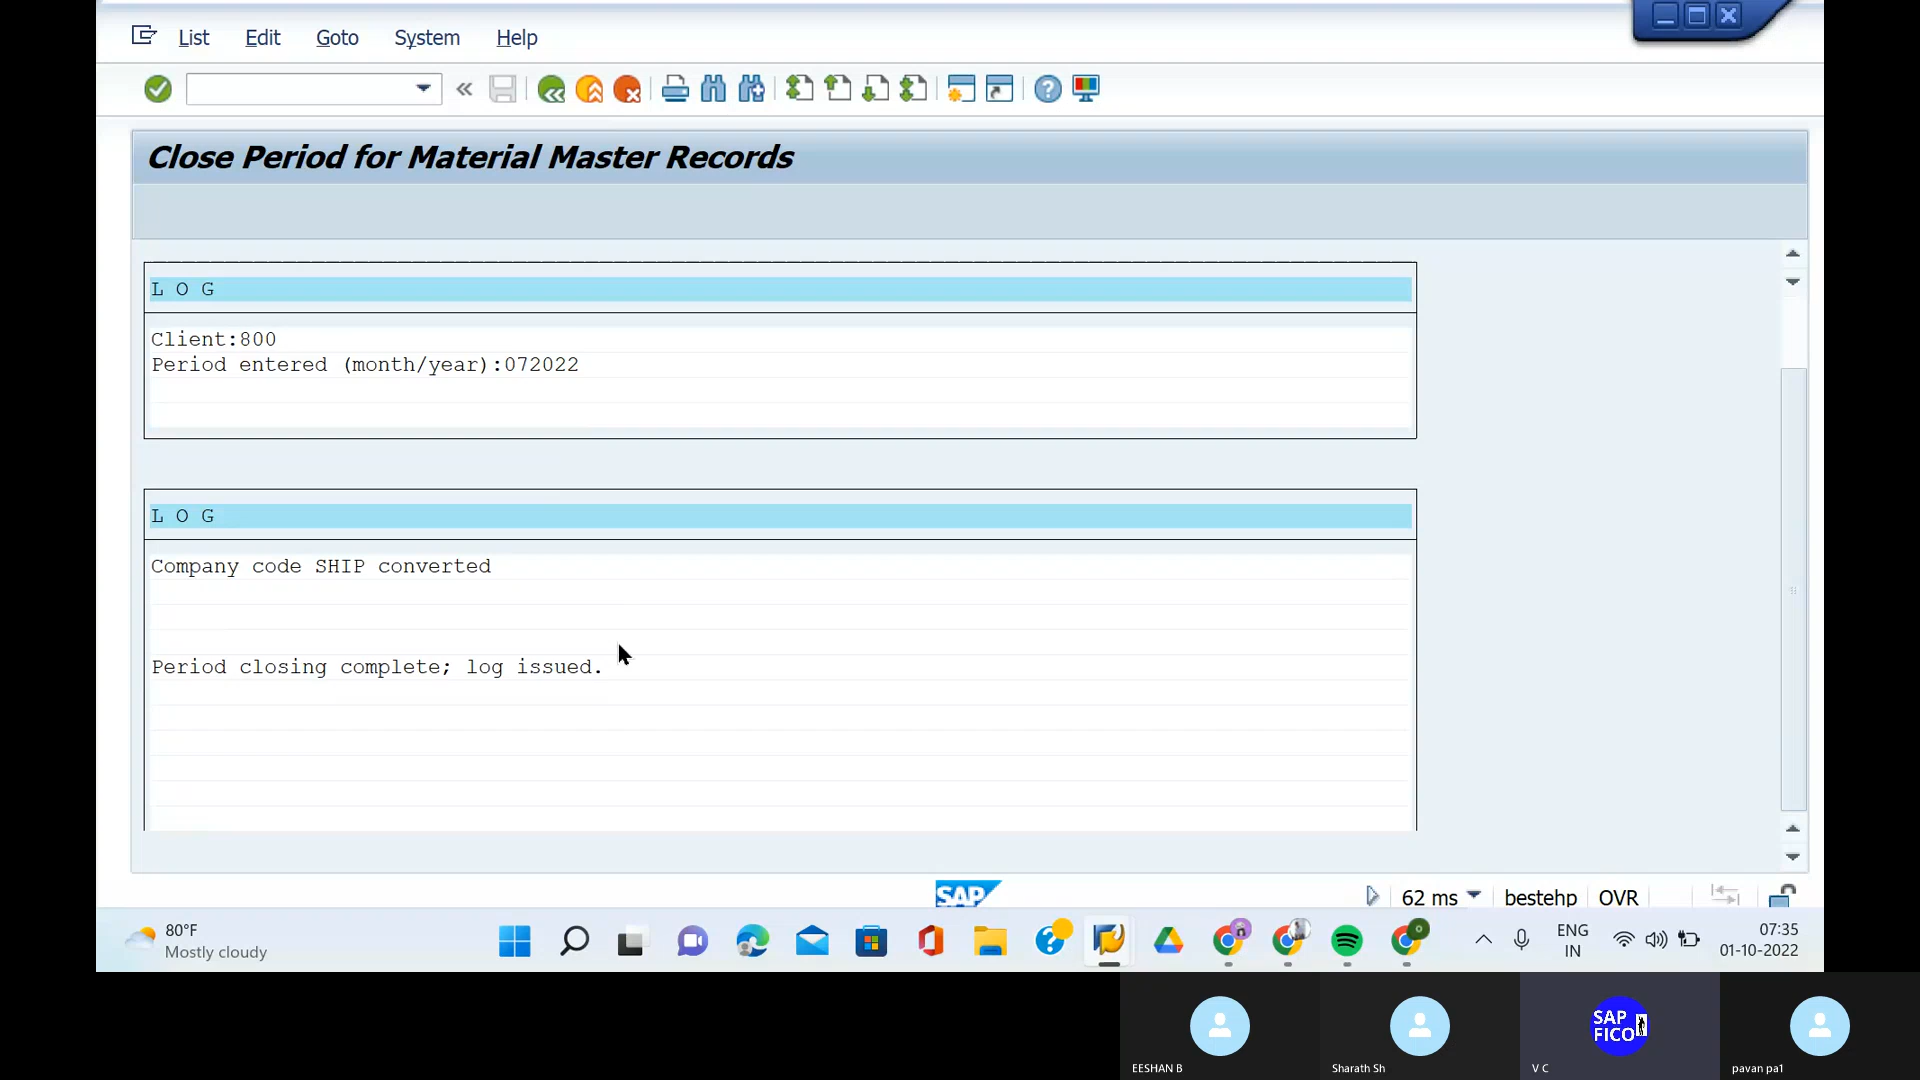 List Edit Goto System Help
Close Period for Material Master Records
L O G
Client:800
Period entered (month/year):072022
L O G
Company code SHIP converted
Period closing complete; log issued.
SAP
62 ms bestehp OVR
80°F
Mostly cloudy
ENG
IN
07:35
01-10-2022
SAP
FICO
EESHAN B
Sharath Sh
V C
pavan pa1